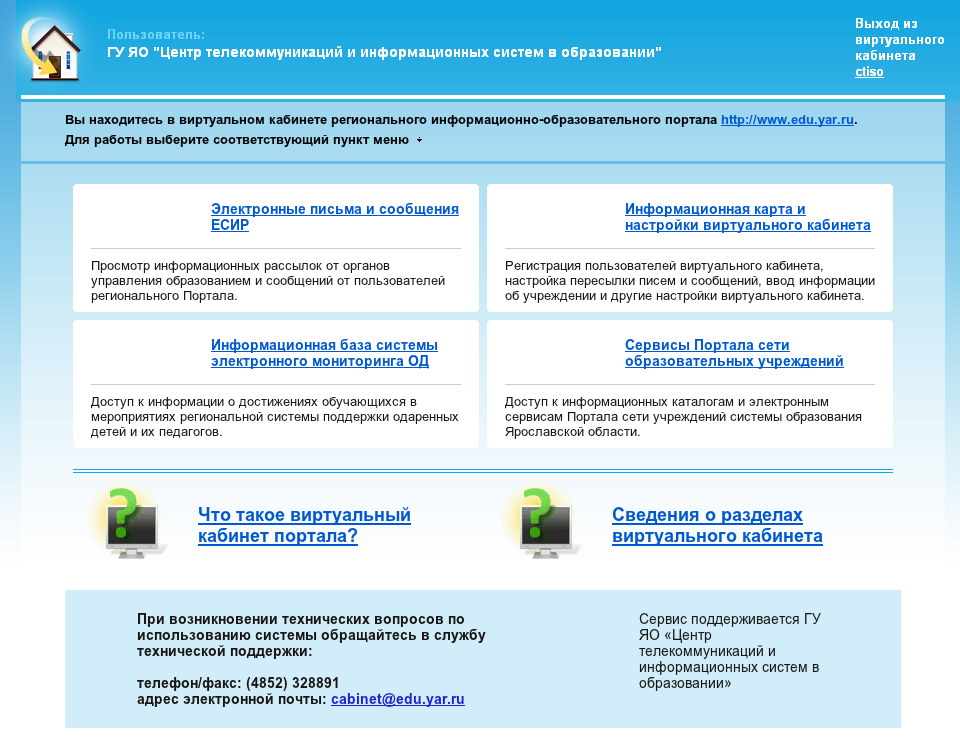 Пользователь:
ГУ ЯО "Центр телекоммуникаций и информационных систем в образовании"
Выход из
виртуального
кабинета
ctiso
Вы находитесь в виртуальном кабинете регионального информационно-образовательного портала http://www.edu.yar.ru.
Для работы выберите соответствующий пункт меню
Электронные письма и сообщения
ЕСИР
Просмотр информационных рассылок от органов
управления образованием и сообщений от пользователей
регионального Портала.
Информационная карта и
настройки виртуального кабинета
Регистрация пользователей виртуального кабинета,
настройка пересылки писем и сообщений, ввод информации
об учреждении и другие настройки виртуального кабинета.
Информационная база системы
электронного мониторинга ОД
Доступ к информации о достижениях обучающихся в
мероприятиях региональной системы поддержки одаренных
детей и их педагогов.
Сервисы Портала сети
образовательных учреждений
Доступ к информационных каталогам и электронным
сервисам Портала сети учреждений системы образования
Ярославской области.
Что такое виртуальный
кабинет портала?
Сведения о разделах
виртуального кабинета
При возникновении технических вопросов по
использованию системы обращайтесь в службу
технической поддержки:
телефон/факс: (4852) 328891
адрес электронной почты: cabinet@edu.yar.ru
Сервис поддерживается ГУ
ЯО «Центр
телекоммуникаций и
информационных систем в
образовании»